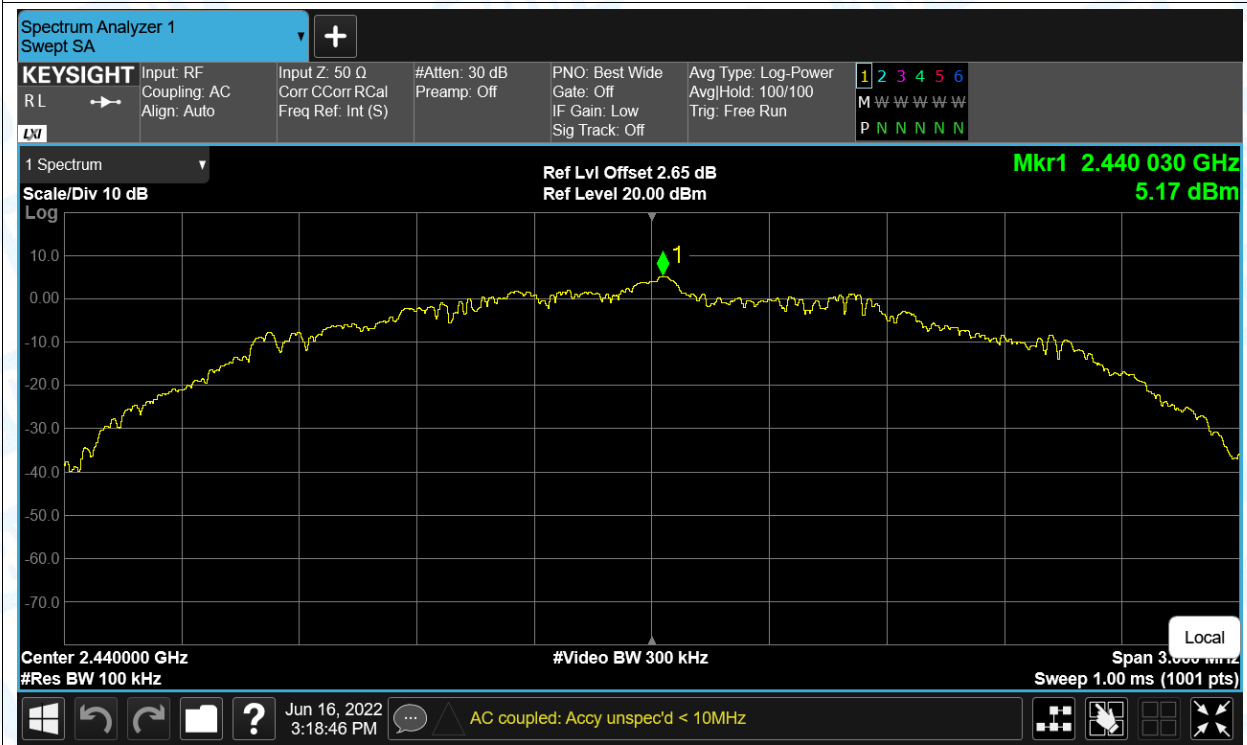 Spectrum Analyzer 1
Swept SA
KEYSIGHT
R L
LXI
Input: RF
Coupling: AC
Align: Auto
Input Z: 50 Ω
Corr CCorr RCal
Freq Ref: Int (S)
#Atten: 30 dB
Preamp: Off
PNO: Best Wide
Gate: Off
IF Gain: Low
Sig Track: Off
Avg Type: Log-Power
Avg|Hold: 100/100
Trig: Free Run
1 2 3 4 5 6
M W W W W W
P N N N N N
1 Spectrum
Scale/Div 10 dB
Log
Ref Lvl Offset 2.65 dB
Ref Level 20.00 dBm
Mkr1 2.440 030 GHz
5.17 dBm
1
10.0
0.00
-10.0
-20.0
-30.0
-40.0
-50.0
-60.0
-70.0
Local
Center 2.440000 GHz
#Video BW 300 kHz
Span
#Res BW 100 kHz
Sweep 1.00 ms (1001 pts)
?
Jun 16, 2022
3:18:46 PM
AC coupled: Accy unspec'd < 10MHz